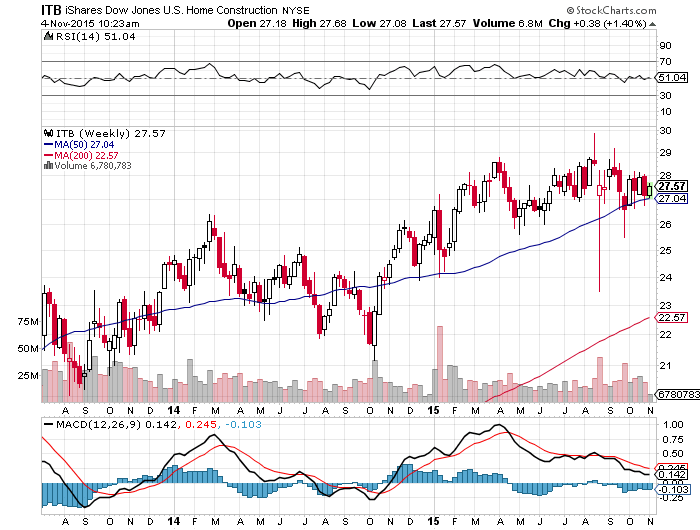 ITB iShares Dow Jones U.S. Home Construction NYSE © StockCharts.com
4-Nov-2015 10:23am Open 27.18 High 27.68 Low 27.08 Last 27.57 Volume 6.8M Chg +0.38 (+1.40%)
RSI(14) 51.04
90
70
51.04
30
10
ITB (Weekly) 27.57
MA(50) 27.04
MA(200) 22.57
Volume 6,780,783
30
29
28
27.57
27.04
26
25
24
23
22.57
22
21
75M
50M
25M
6780783
A S O N D 14 F M A M J J A S O N D 15 F M A M J J A S O N
MACD(12,26,9) 0.142, 0.245, -0.103
1.00
0.75
0.50
0.245
0.142
-0.103
-0.25
A S O N D 14 F M A M J J A S O N D 15 F M A M J J A S O N